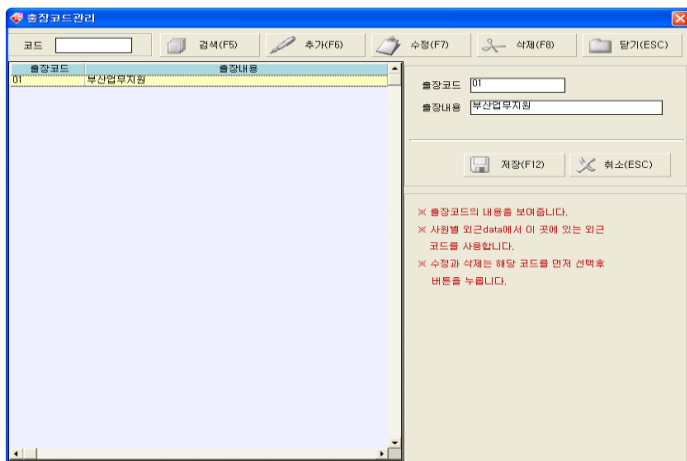 출장코드관리
코드 검색(F5) 추가(F6) 수정(F7) 삭제(F8) 닫기(ESC)
출장코드 출장내용
01 부산업무지원
출장코드 01
출장내용 부산업무지원
저장(F12) 취소(ESC)
※ 출장코드의 내용을 보여줍니다.
※ 사원별 외근data에서 이 곳에 있는 외근
코드를 사용합니다.
※ 수정과 삭제는 해당 코드를 먼저 선택후
버튼을 누릅니다.